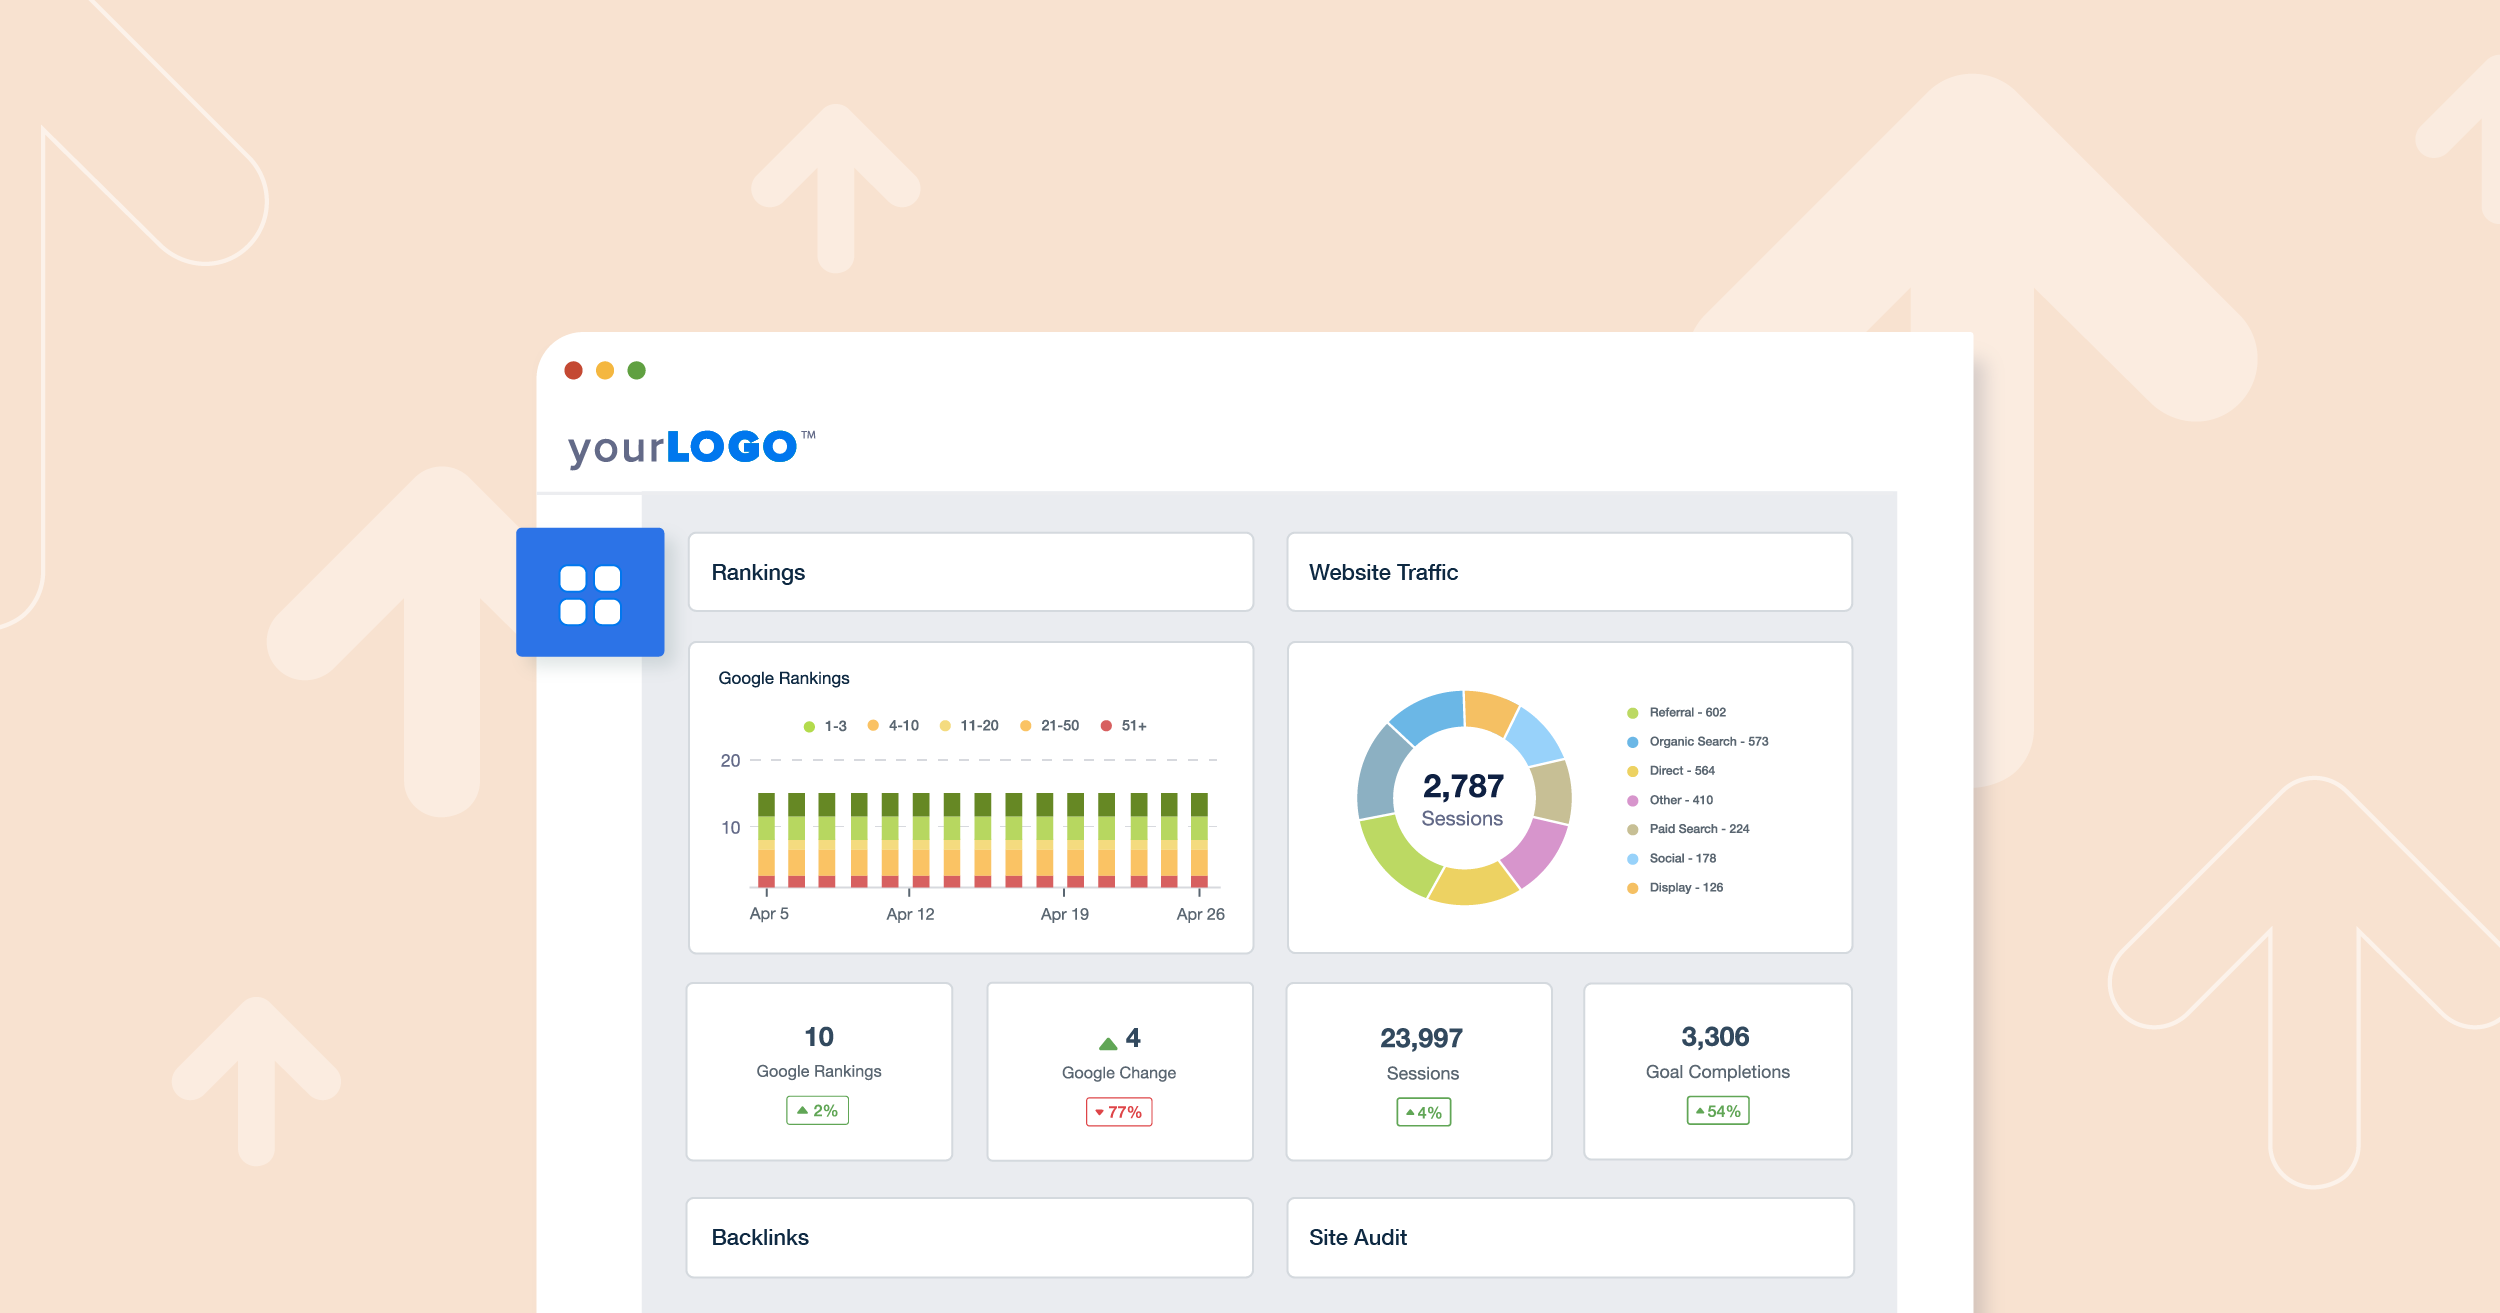 yourLOGO™
Rankings
Website Traffic
Google Rankings
1-3 4-10 11-20 21-50 51+
20
10
Apr 5 Apr 12 Apr 19 Apr 26
2,787
Sessions
Referral - 602
Organic Search - 573
Direct - 564
Other - 410
Paid Search - 224
Social - 178
Display - 126
10
Google Rankings
2%
4
Google Change
77%
23,997
Sessions
4%
3,306
Goal Completions
54%
Backlinks
Site Audit